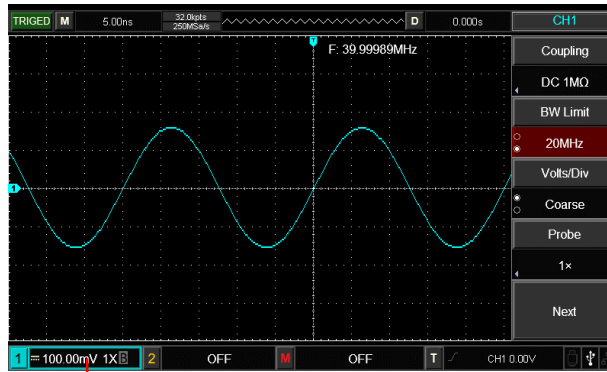 TRIGED M 5.00ns 32.0kpts D 0.000s CH1
250MSa/s
T
F: 39.99989MHz
Coupling
DC 1MΩ
BW Limit
20MHz
Volts/Div
1
Coarse
Probe
1×
Next
1 100.00mV 1X B 2 OFF M OFF T CH1 0.00V